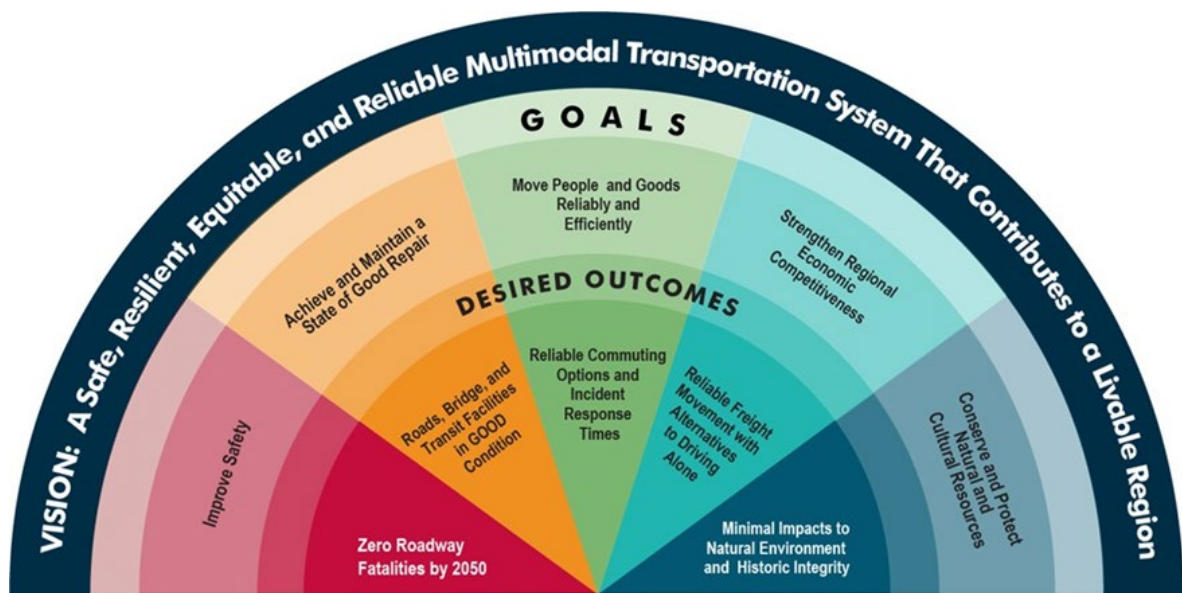 VISION: A Safe, Resilient, Equitable, and Reliable Multimodal Transportation System That Contributes to a Livable Region
GOALS
Improve Safety
Achieve and Maintain a
State of Good Repair
Move People and Goods
Reliably and
Efficiently
Strengthen Regional
Economic
Competitiveness
Conserve and Protect
Natural and
Cultural Resources
DESIRED OUTCOMES
Zero Roadway
Fatalities by 2050
Roads, Bridge, and
Transit Facilities
in GOOD
Condition
Reliable Commuting
Options and
Incident
Response
Times
Reliable Freight
Movement with
Alternatives
to Driving
Alone
Minimal Impacts to
Natural Environment
and Historic Integrity